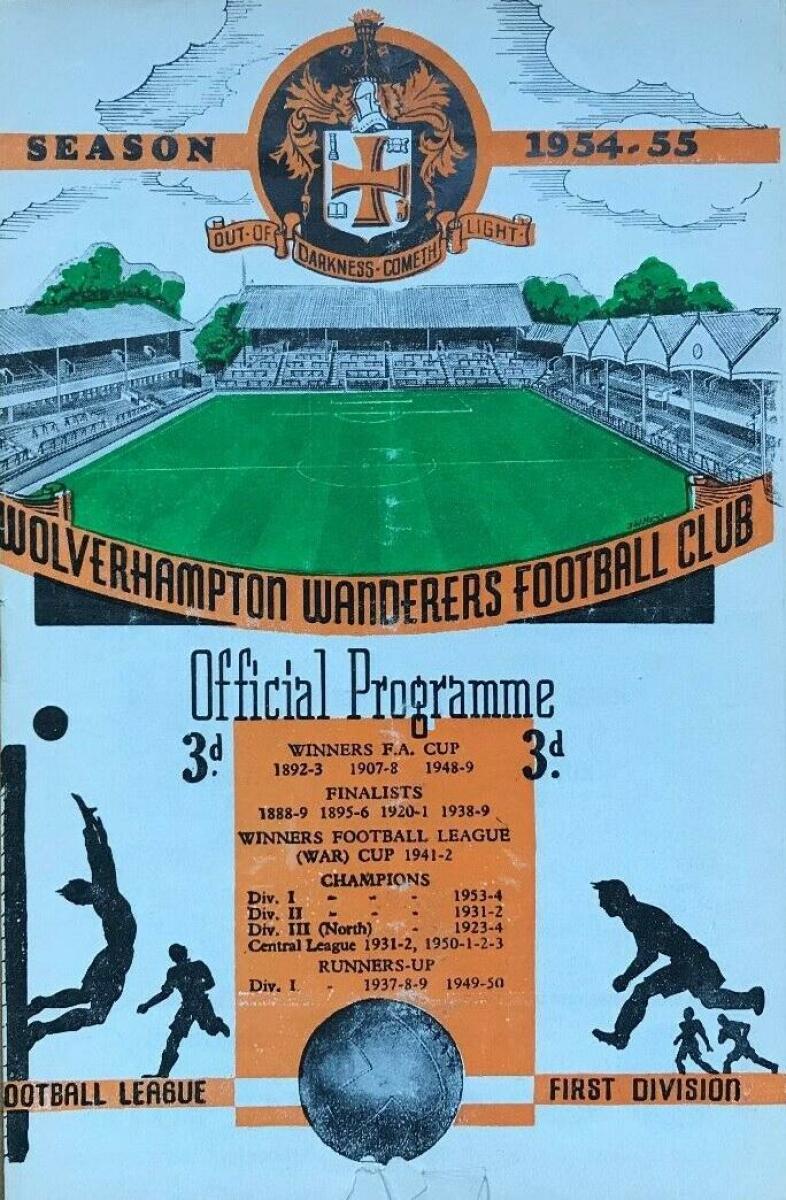 SEASON 1954-55
OUT·OF DARKNESS·COMETH LIGHT·
WOLVERHAMPTON WANDERERS FOOTBALL CLUB
Official Programme
3d. 3d.
WINNERS F.A. CUP
1892-3 1907-8 1948-9
FINALISTS
1888-9 1895-6 1920-1 1938-9
WINNERS FOOTBALL LEAGUE
(WAR) CUP 1941-2
CHAMPIONS
Div. I - - - 1953-4
Div. II - - - 1931-2
Div. III (North) - 1923-4
Central League 1931-2, 1950-1-2-3
RUNNERS-UP
Div. I. - 1937-8-9 1949-50
OOTBALL LEAGUE
FIRST DIVISION